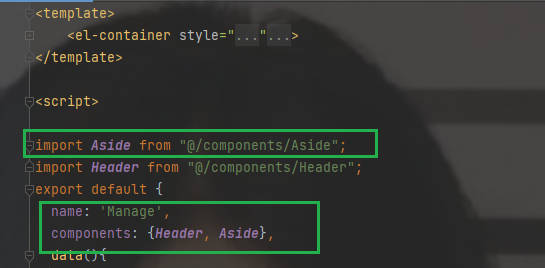 <template>
<el-container style="..."...>
</template>
<script>
import Aside from "@/components/Aside";
import Header from "@/components/Header";
export default {
name: 'Manage',
components: {Header, Aside},
data(){